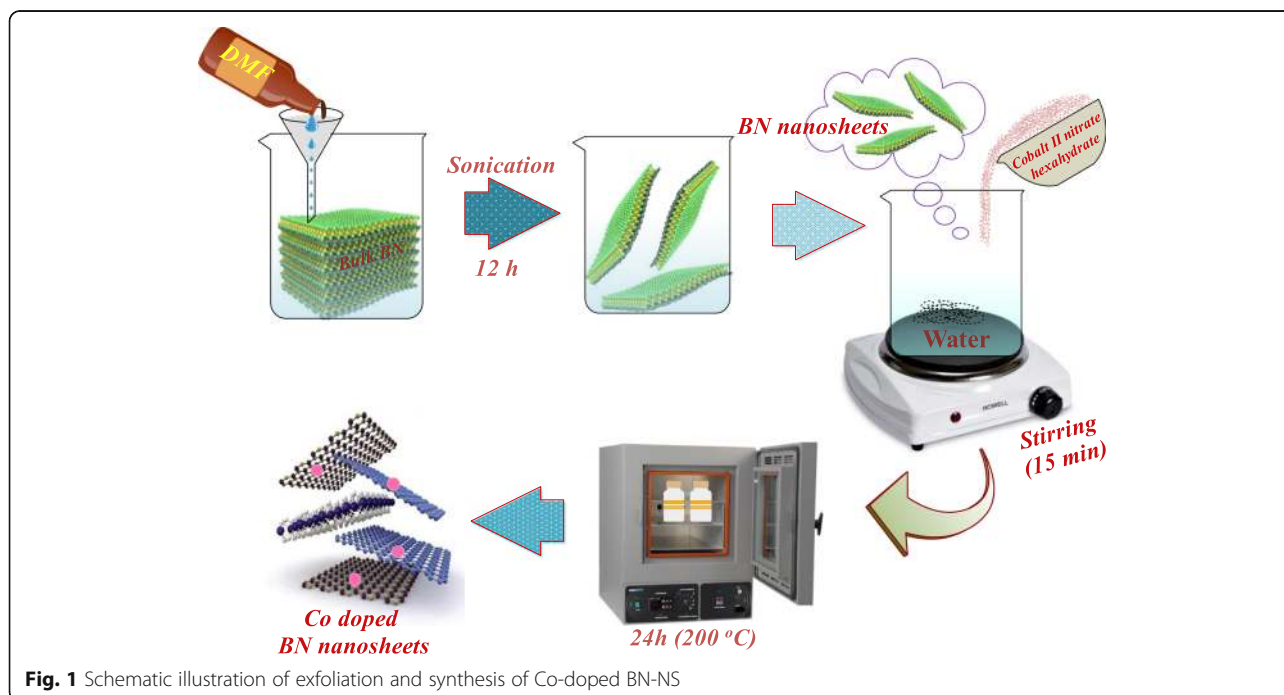 DMF
Bulk BN
Sonication
12 h
BN nanosheets
Cobalt II nitrate
hexahydrate
Water
Stirring
(15 min)
24h (200 °C)
Co doped
BN nanosheets
Fig. 1 Schematic illustration of exfoliation and synthesis of Co-doped BN-NS